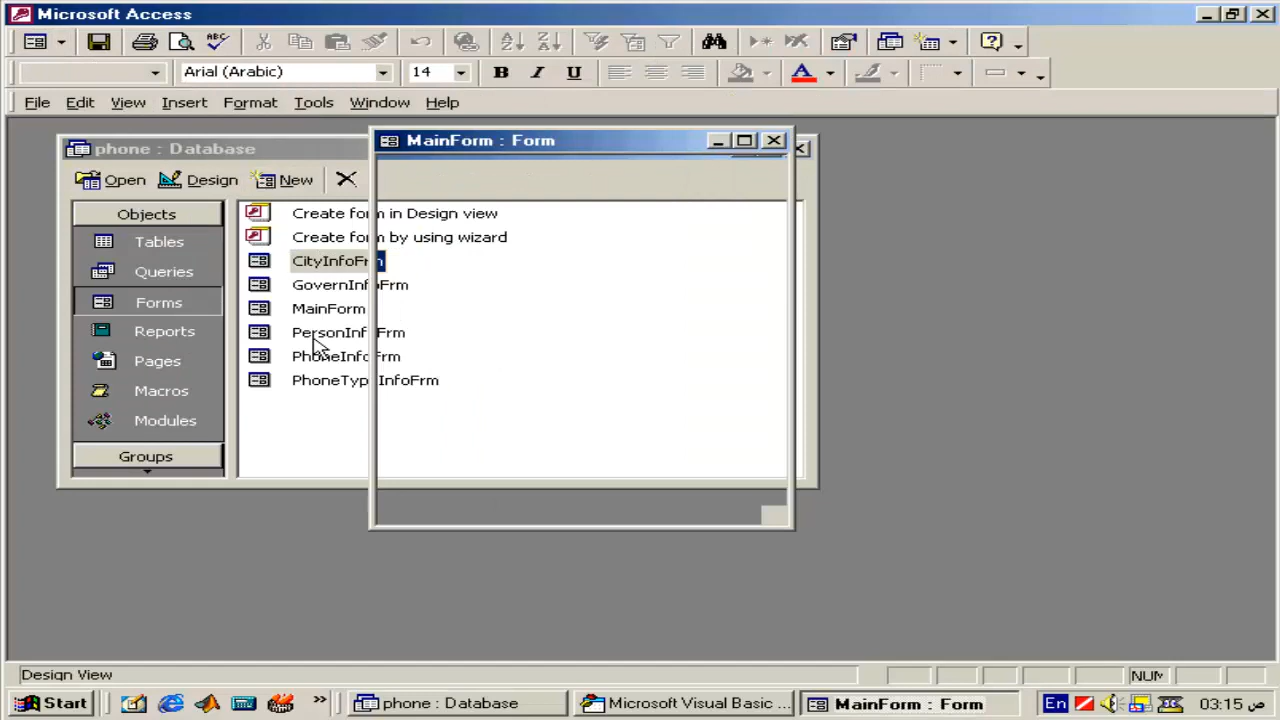 Microsoft Access
Arial (Arabic) 14 B I U
File Edit View Insert Format Tools Window Help
phone : Database
MainForm : Form
Open Design New
Objects
Tables
Queries
Forms
Reports
Pages
Macros
Modules
Groups
Create form in Design view
Create form by using wizard
CityInfoFrm
GovernInfoFrm
MainForm
PersonInfoFrm
PhoneInfoFrm
PhoneTypeInfoFrm
Design View NUM
Start phone : Database Microsoft Visual Basic ... MainForm : Form En 03:15 ص